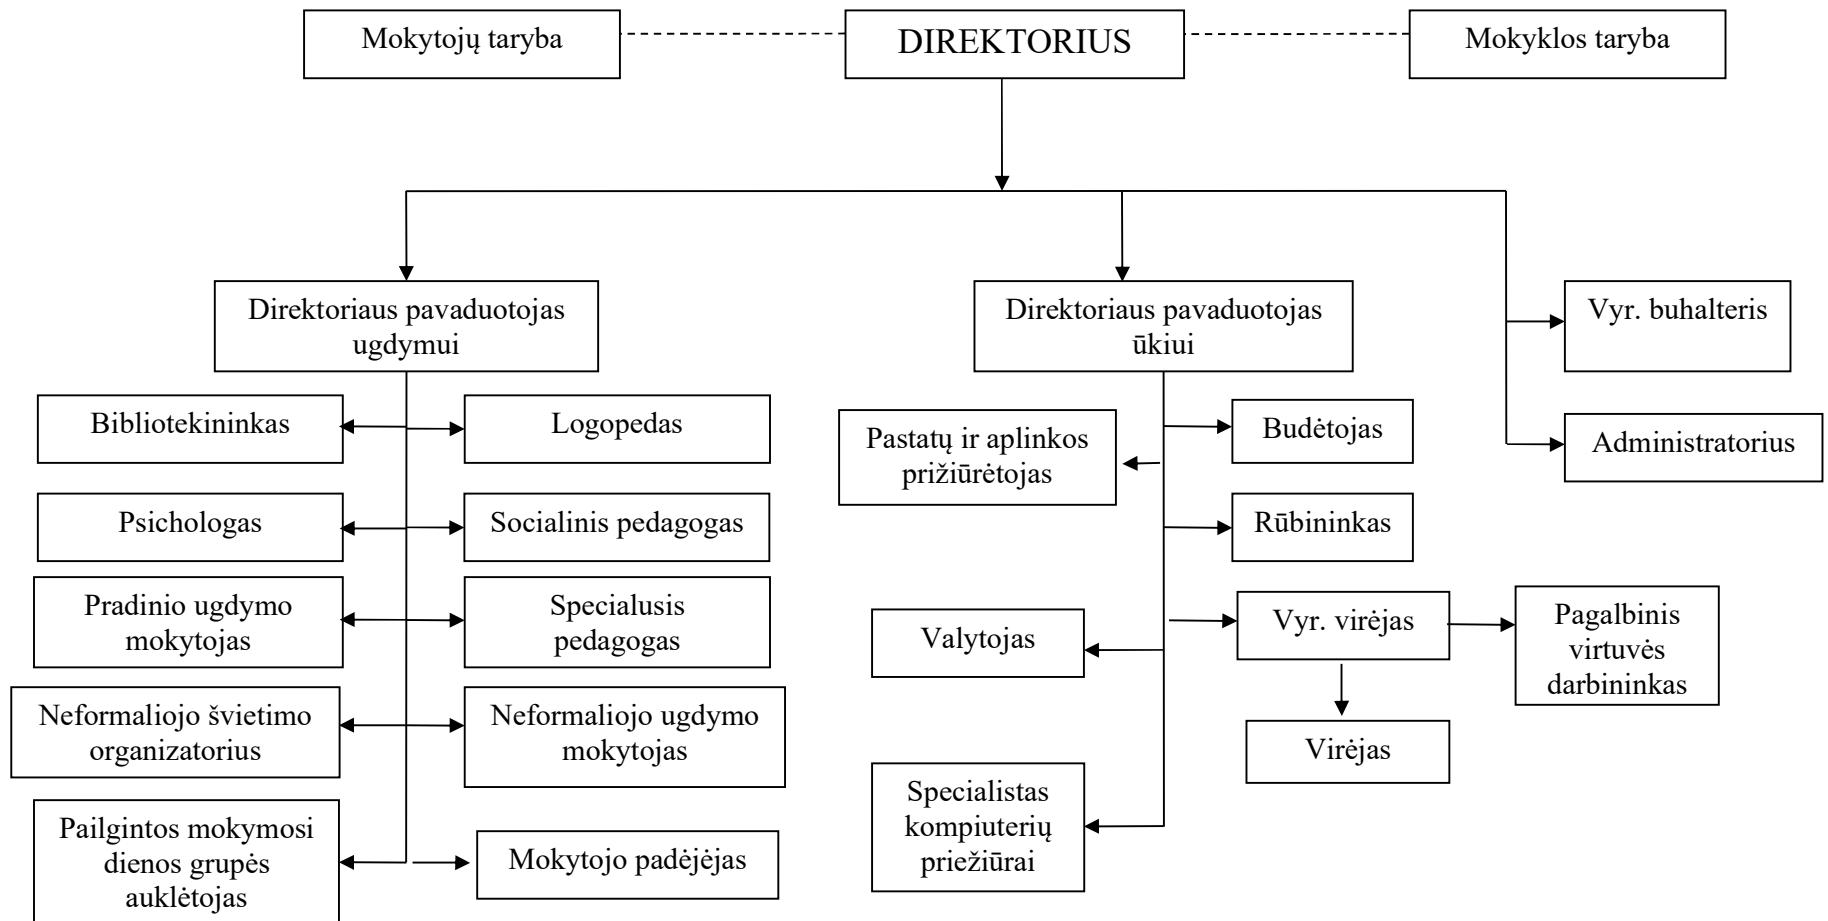 Mokytojų taryba
DIREKTORIUS
Mokyklos taryba
Direktoriaus pavaduotojas
ugdymui
Direktoriaus pavaduotojas
ūkiui
Vyr. buhalteris
Bibliotekininkas
Logopedas
Pastatų ir aplinkos
prižiūrėtojas
Budėtojas
Administratorius
Psichologas
Socialinis pedagogas
Rūbininkas
Pradinio ugdymo
mokytojas
Specialusis
pedagogas
Valytojas
Vyr. virėjas
Pagalbinis
virtuvės
darbininkas
Neformaliojo švietimo
organizatorius
Neformaliojo ugdymo
mokytojas
Virėjas
Specialistas
kompiuterių
priežiūrai
Pailgintos mokymosi
dienos grupės
auklėtojas
Mokytojo padėjėjas